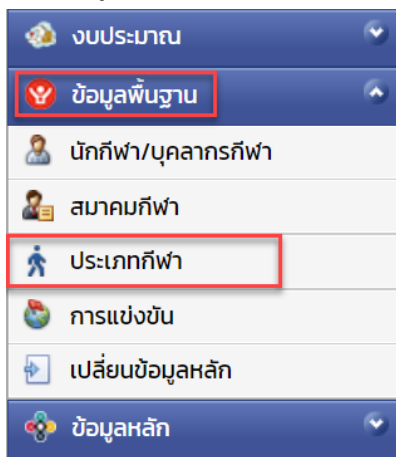 งบประมาณ
ข้อมูลพื้นฐาน
นักกีฬา/บุคลากรกีฬา
สมาคมกีฬา
ประเภทกีฬา
การแข่งขัน
เปลี่ยนข้อมูลหลัก
ข้อมูลหลัก